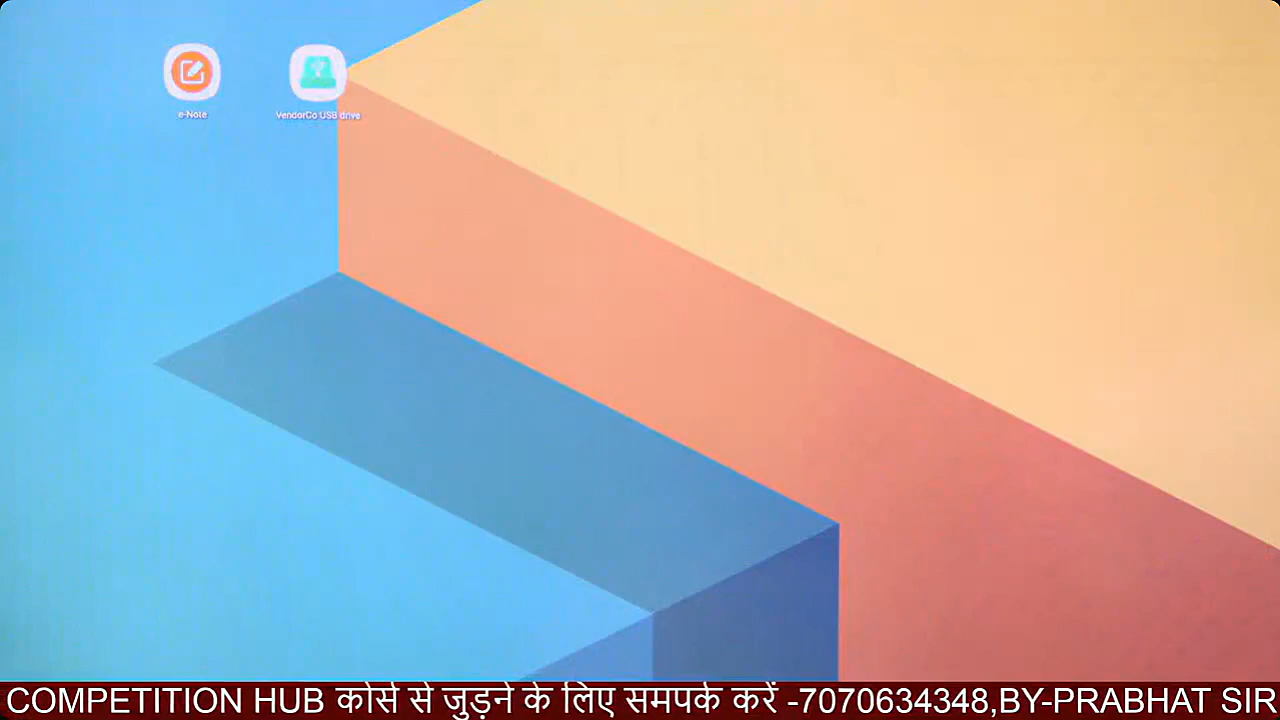 e-Note
VendorCo USB drive
COMPETITION HUB कोर्स से जुड़ने के लिए समपर्क करें -7070634348,BY-PRABHAT SIR